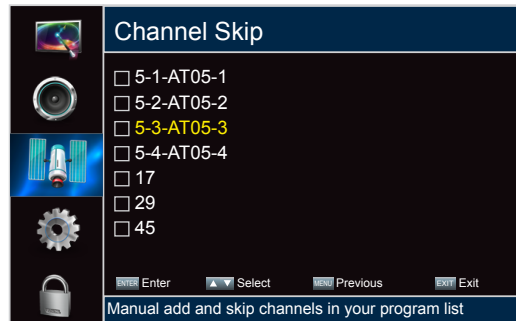 Channel Skip
5-1-AT05-1
5-2-AT05-2
5-3-AT05-3
5-4-AT05-4
17
29
45
ENTER Enter ▲ ▼ Select MENU Previous EXIT Exit
Manual add and skip channels in your program list